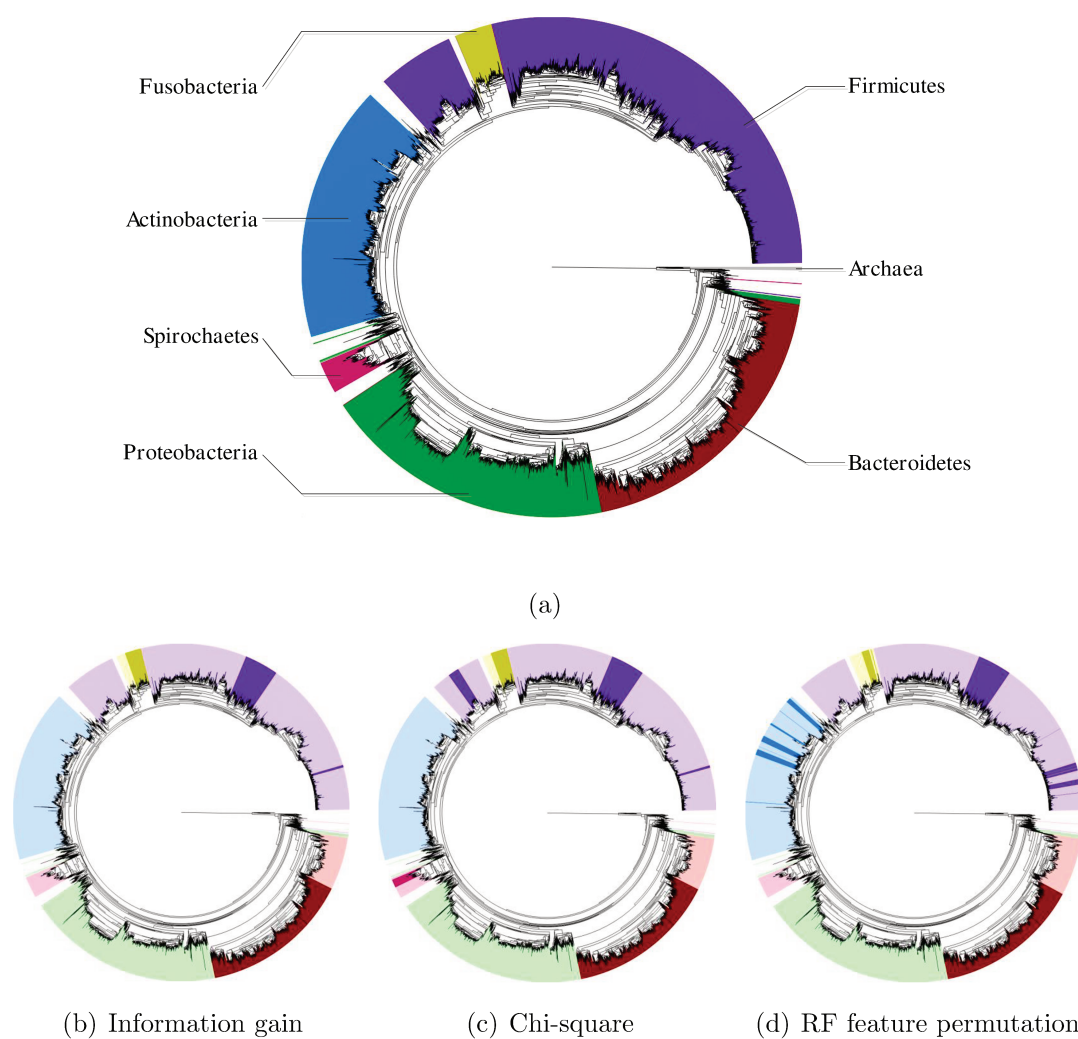 Fusobacteria
Firmicutes
Actinobacteria
Archaea
Spirochaetes
Proteobacteria
Bacteroidetes
(a)
(b) Information gain
(c) Chi-square
(d) RF feature permutation